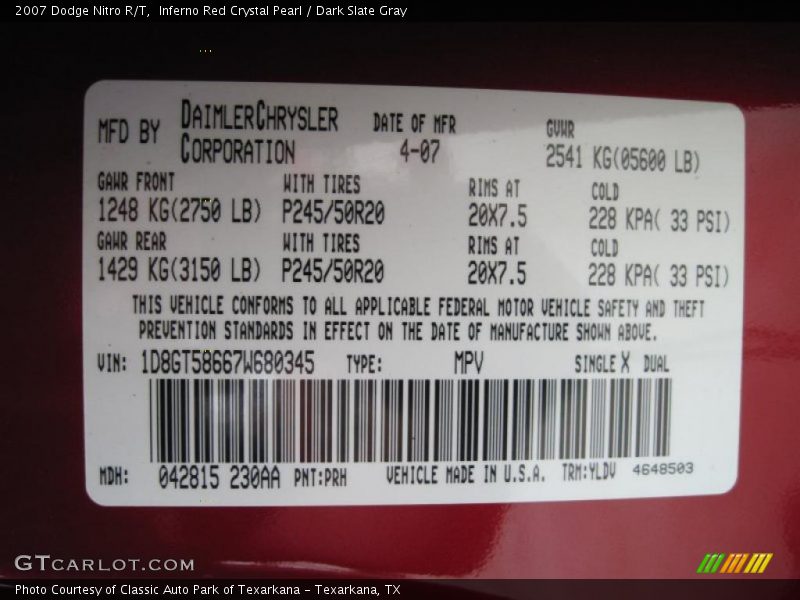 2007 Dodge Nitro R/T,  Inferno Red Crystal Pearl / Dark Slate Gray
MFD BY DAIMLERCHRYSLER CORPORATION DATE OF MFR 4-07 GVWR 2541 KG(05600 LB)
GAWR FRONT WITH TIRES RIMS AT COLD
1248 KG(2750 LB) P245/50R20 20X7.5 228 KPA( 33 PSI)
GAWR REAR WITH TIRES RIMS AT COLD
1429 KG(3150 LB) P245/50R20 20X7.5 228 KPA( 33 PSI)
THIS VEHICLE CONFORMS TO ALL APPLICABLE FEDERAL MOTOR VEHICLE SAFETY AND THEFT
PREVENTION STANDARDS IN EFFECT ON THE DATE OF MANUFACTURE SHOWN ABOVE.
VIN: 1D8GT58667W680345 TYPE: MPV SINGLE X DUAL
MDH: 042815 230AA PNT:PRH VEHICLE MADE IN U.S.A. TRM:YLDV 4648503
GTCARLOT.COM
Photo Courtesy of Classic Auto Park of Texarkana – Texarkana, TX